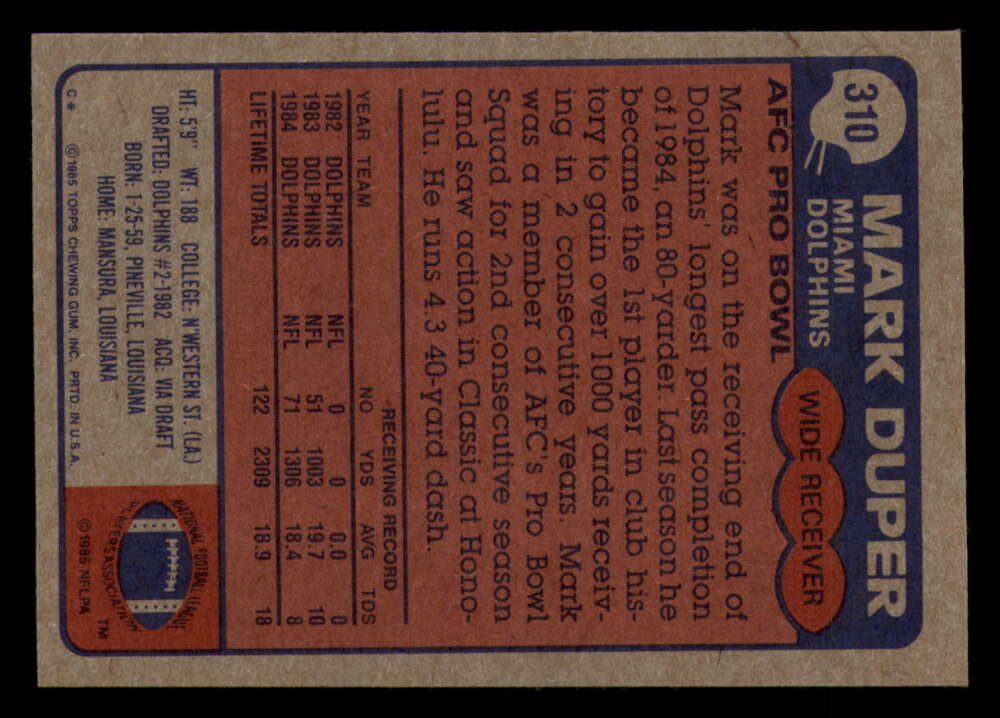 310
MARK DUPER
MIAMI
DOLPHINS
WIDE RECEIVER
AFC PRO BOWL
Mark was on the receiving end of
Dolphins' longest pass completion
of 1984, an 80-yarder. Last season he
became the 1st player in club his-
tory to gain over 1000 yards receiv-
ing in 2 consecutive years. Mark
was a member of AFC's Pro Bowl
Squad for 2nd consecutive season
and saw action in Classic at Hono-
lulu. He runs 4.3 40-yard dash.
RECEIVING RECORD
YEAR TEAM NO YDS AVG TDS
1982 DOLPHINS NFL 0 0 0.0 0
1983 DOLPHINS NFL 51 1003 19.7 10
1984 DOLPHINS NFL 71 1306 18.4 8
LIFETIME TOTALS 122 2309 18.9 18
HT: 5'9" WT: 188 COLLEGE: N'WESTERN ST. (LA.)
DRAFTED: DOLPHINS #2-1982 ACQ: VIA DRAFT
BORN: 1-25-59, PINEVILLE, LOUISIANA
HOME: MANSURA, LOUISIANA
C* © 1985 TOPPS CHEWING GUM, INC. PRTD. IN U.S.A.
NATIONAL FOOTBALL LEAGUE
PLAYERS ASSOCIATION
TM
© 1985 NFLPA